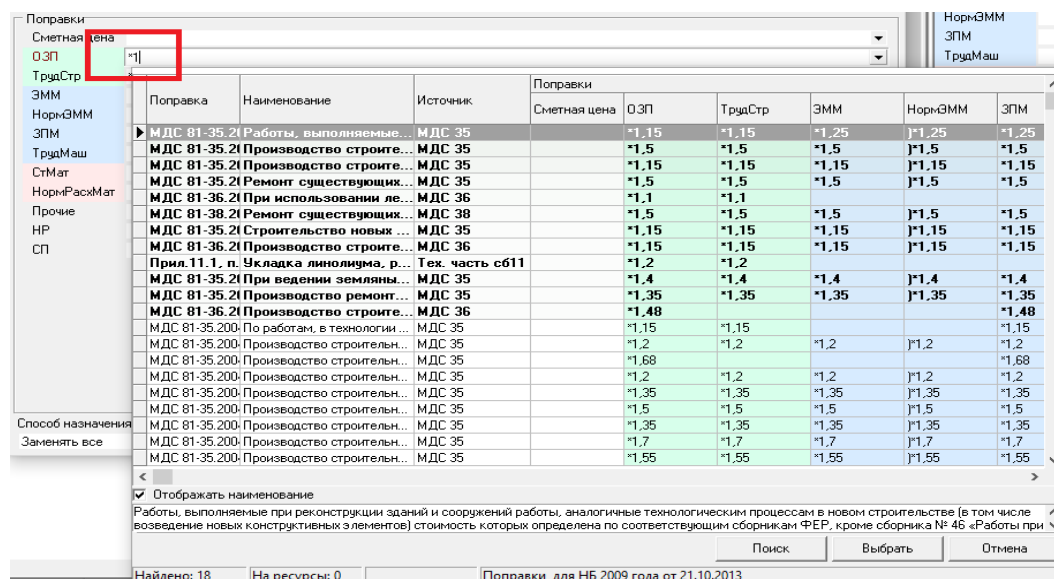 Поправки
Сметная цена
ОЗП *1
ТрудСтр
ЭММ
НормЭММ
ЗПМ
ТрудМаш
СтМат
НормРасхМат
Прочие
НР
СП
Способ назначения
Заменять все
НормЭММ
ЗПМ
ТрудМаш
Поправки
Поправка Наименование Источник Сметная цена ОЗП ТрудСтр ЭММ НормЭММ ЗПМ
МДС 81-35.2( Работы, выполняемые... МДС 35 *1,15 *1,15 *1,25 )*1,25 *1,25
МДС 81-35.2( Производство строите... МДС 35 *1,5 *1,5 *1,5 )*1,5 *1,5
МДС 81-35.2( Производство строите... МДС 35 *1,15 *1,15 *1,15 )*1,15 *1,15
МДС 81-35.2( Ремонт существующих... МДС 35 *1,5 *1,5 *1,5 )*1,5 *1,5
МДС 81-36.2( При использовании ле... МДС 36 *1,1 *1,1
МДС 81-38.2( Ремонт существующих... МДС 38 *1,5 *1,5 *1,5 )*1,5 *1,5
МДС 81-35.2( Строительство новых ... МДС 35 *1,15 *1,15 *1,15 )*1,15 *1,15
МДС 81-36.2( Производство строите... МДС 36 *1,15 *1,15 *1,15 )*1,15 *1,15
Прил.11.1, п. Укладка линолиума, р... Тех. часть сб11 *1,2 *1,2
МДС 81-35.2( При ведении земляны... МДС 35 *1,4 *1,4 *1,4 )*1,4 *1,4
МДС 81-35.2( Производство ремонт... МДС 35 *1,35 *1,35 *1,35 )*1,35 *1,35
МДС 81-36.2( Производство строите... МДС 36 *1,48 *1,48
МДС 81-35.200 По работам, в технологии ... МДС 35 *1,15 *1,15 *1,15
МДС 81-35.200 Производство строительн... МДС 35 *1,2 *1,2 *1,2 )*1,2 *1,2
МДС 81-35.200 Производство строительн... МДС 35 *1,68 *1,68
МДС 81-35.200 Производство строительн... МДС 35 *1,2 *1,2 *1,2 )*1,2 *1,2
МДС 81-35.200 Производство строительн... МДС 35 *1,35 *1,35 *1,35 )*1,35 *1,35
МДС 81-35.200 Производство строительн... МДС 35 *1,5 *1,5 *1,5 )*1,5 *1,5
МДС 81-35.200 Производство строительн... МДС 35 *1,35 *1,35 *1,35 )*1,35 *1,35
МДС 81-35.200 Производство строительн... МДС 35 *1,7 *1,7 *1,7 )*1,7 *1,7
МДС 81-35.200 Производство строительн... МДС 35 *1,55 *1,55 *1,55 )*1,55 *1,55
Отображать наименование
Работы, выполняемые при реконструкции зданий и сооружений работы, аналогичные технологическим процессам в новом строительстве (в том числе
возведение новых конструктивных элементов) стоимость которых определена по соответствующим сборникам ФЕР, кроме сборника № 46 «Работы при
Поиск Выбрать Отмена
Найдено: 18 На ресурсы: 0 Поправки для НБ 2009 года от 21.10.2013